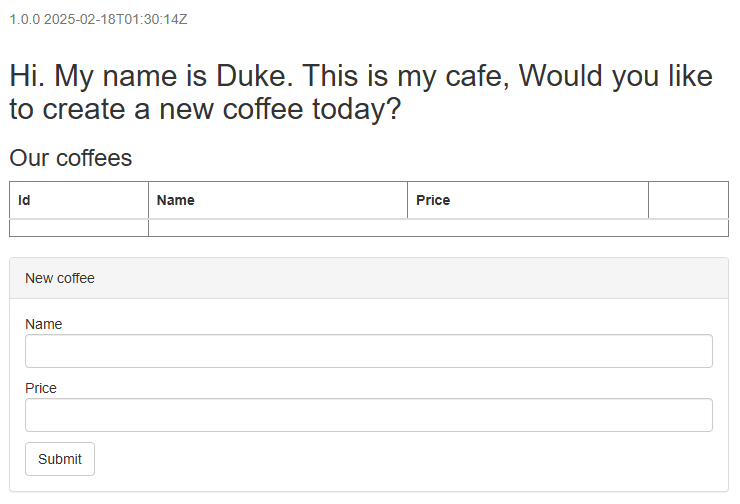 1.0.0 2025-02-18T01:30:14Z
Hi. My name is Duke. This is my cafe, Would you like
to create a new coffee today?
Our coffees
Id Name Price
New coffee
Name
Price
Submit